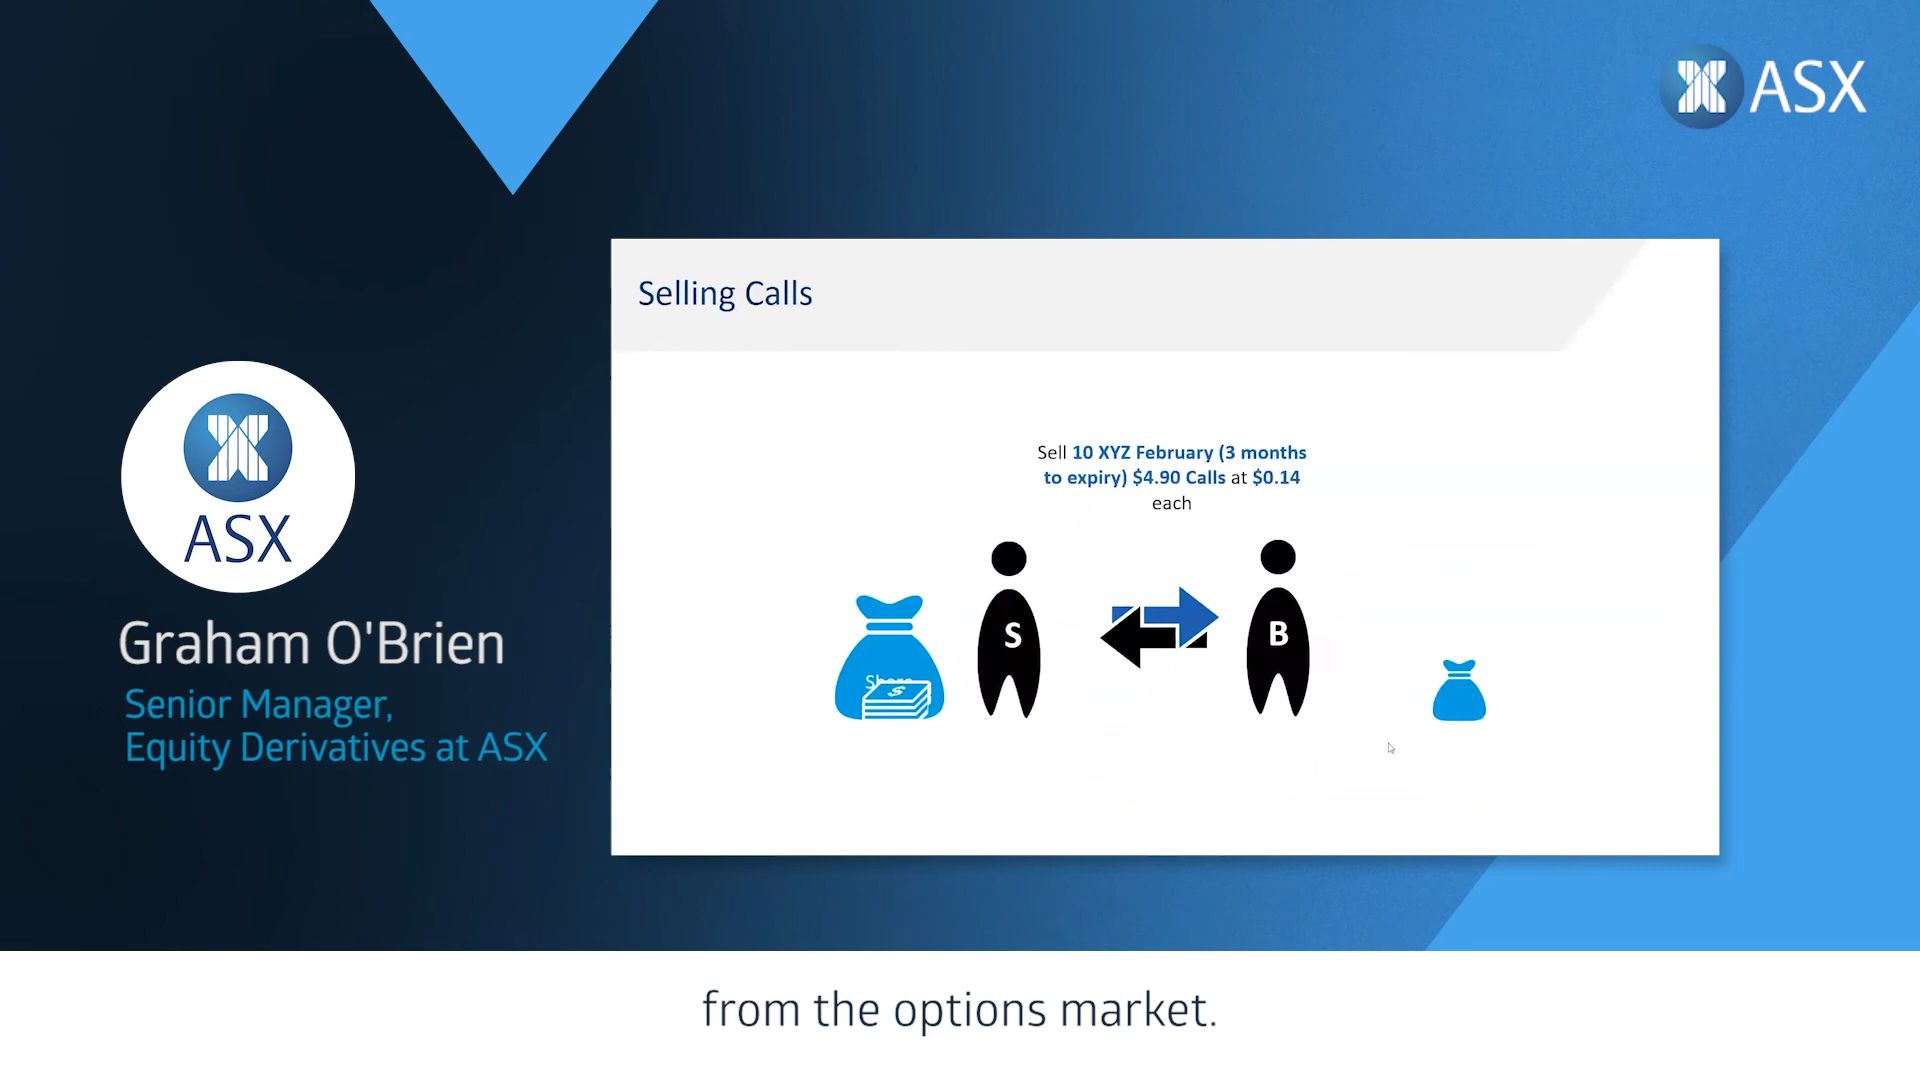 ASX
Selling Calls
Sell 10 XYZ February (3 months
to expiry) $4.90 Calls at $0.14
each
S
B
$
ASX
Graham O'Brien
Senior Manager,
Equity Derivatives at ASX
from the options market.